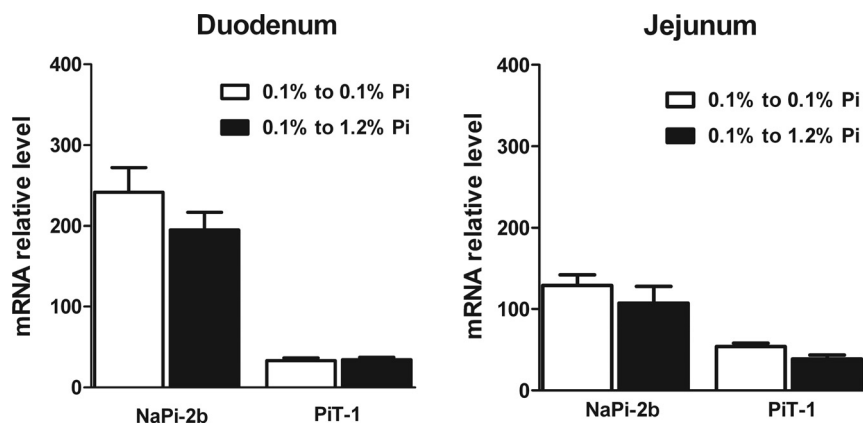 Duodenum
mRNA relative level
400
300
200
100
0
0.1% to 0.1% Pi
0.1% to 1.2% Pi
NaPi-2b PiT-1
Jejunum
mRNA relative level
400
300
200
100
0
0.1% to 0.1% Pi
0.1% to 1.2% Pi
NaPi-2b PiT-1